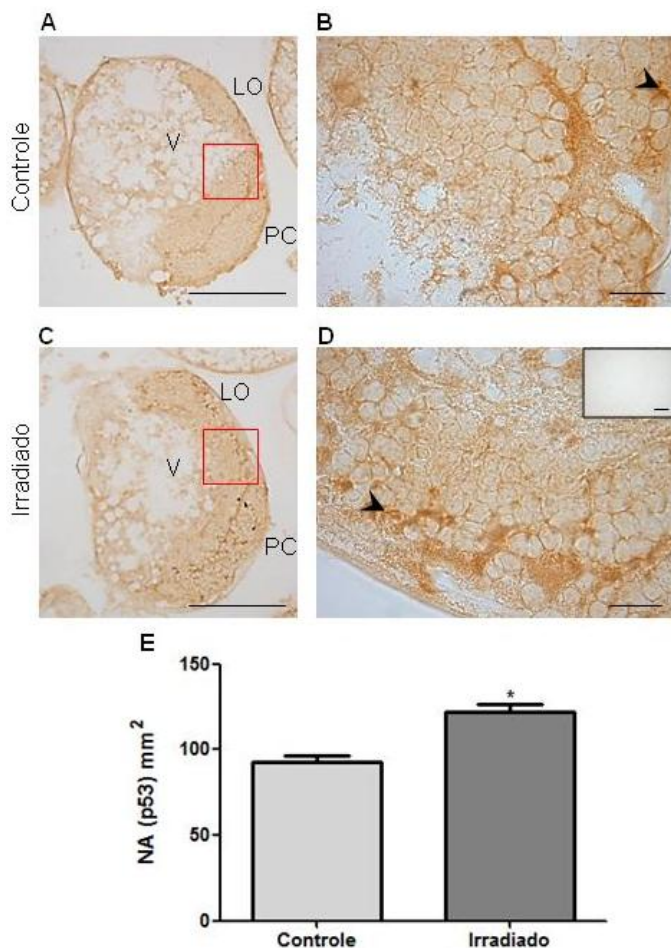 A
B
Controle
LO
V
PC
C
D
Irradiado
LO
V
PC
E
NA (p53) mm²
150
100
50
0
*
Controle
Irradiado